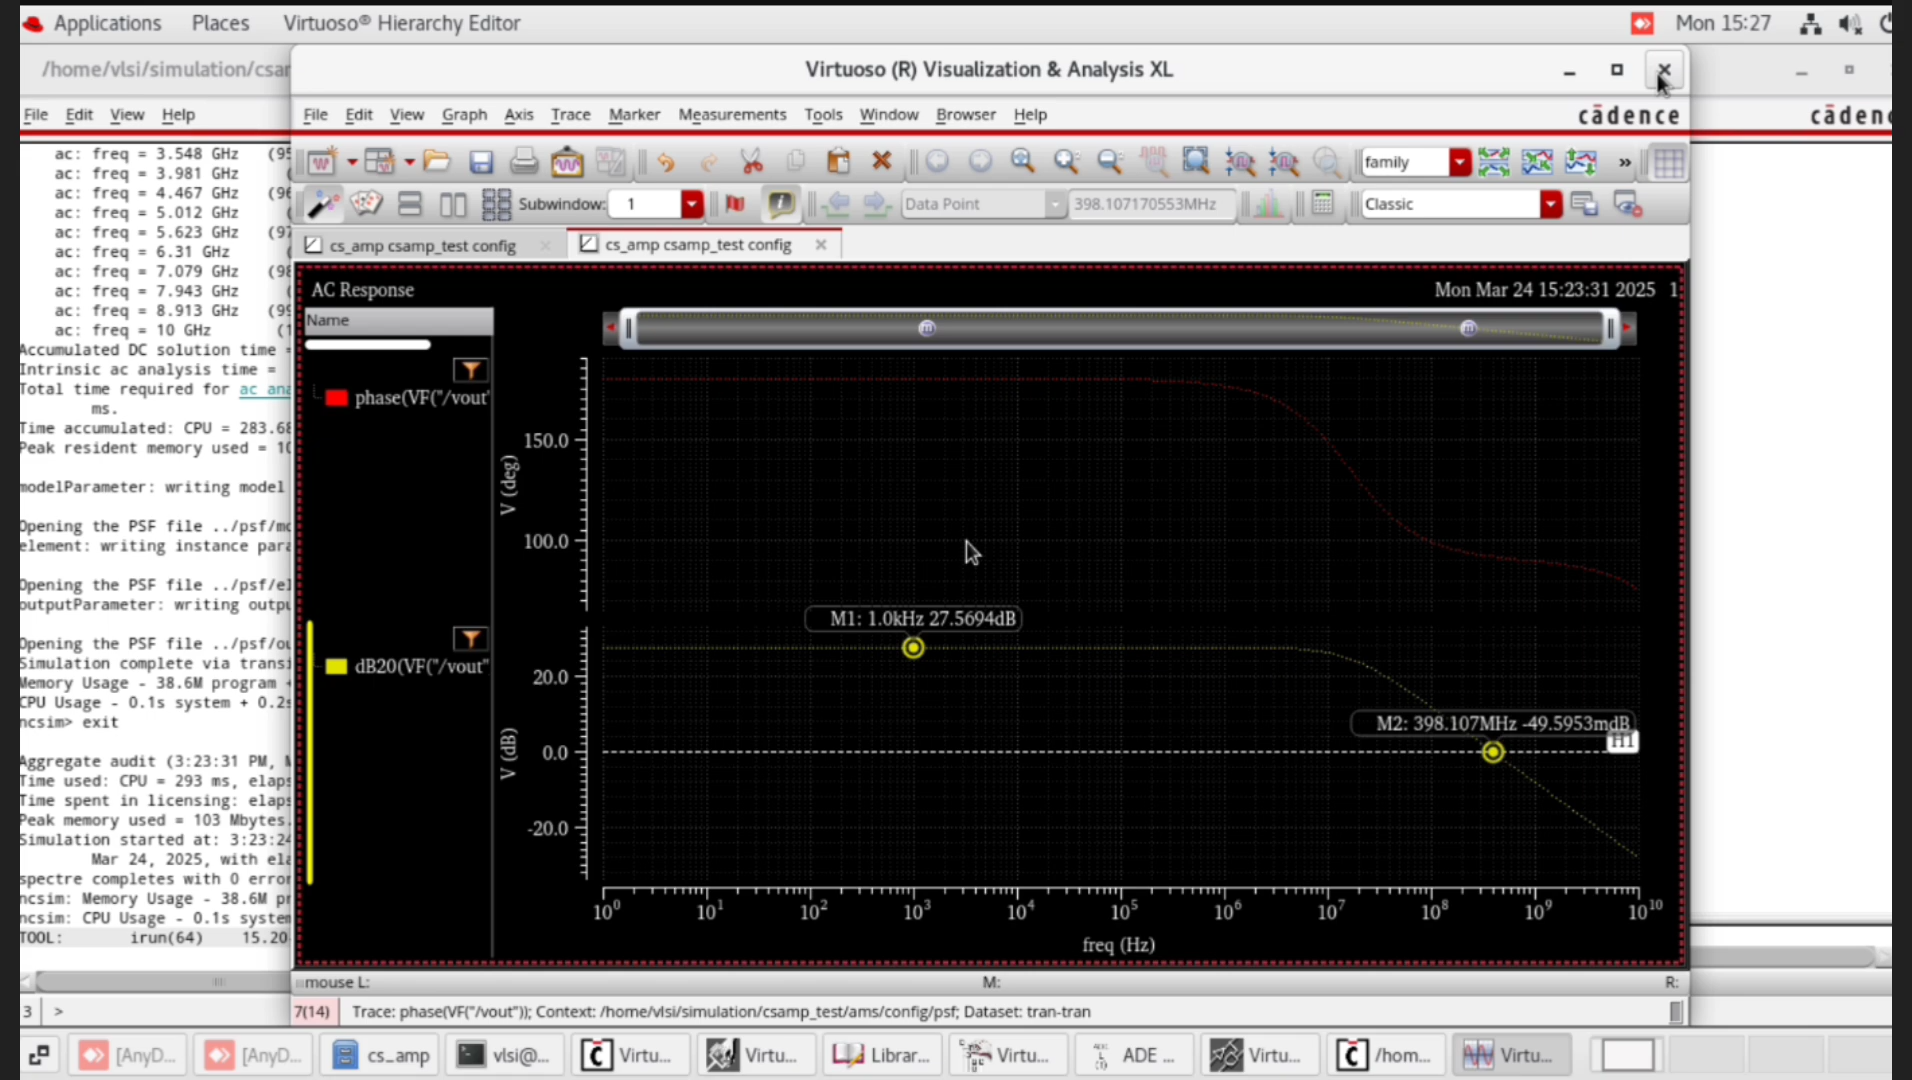 Applications Places Virtuoso® Hierarchy Editor Mon 15:27
/home/vlsi/simulation/csar
Virtuoso (R) Visualization & Analysis XL
File Edit View Help
File Edit View Graph Axis Trace Marker Measurements Tools Window Browser Help cādence
cādenc
family
Subwindow: 1 Data Point 398.107170553MHz Classic
cs_amp csamp_test config
cs_amp csamp_test config
ac: freq = 3.548 GHz (95
ac: freq = 3.981 GHz (
ac: freq = 4.467 GHz (96
ac: freq = 5.012 GHz (
ac: freq = 5.623 GHz (97
ac: freq = 6.31 GHz (
ac: freq = 7.079 GHz (98
ac: freq = 7.943 GHz (
ac: freq = 8.913 GHz (99
ac: freq = 10 GHz (1
Accumulated DC solution time =
Intrinsic ac analysis time =
Total time required for ac ana
ms.
Time accumulated: CPU = 283.68
Peak resident memory used = 10
modelParameter: writing model
Opening the PSF file ../psf/mo
element: writing instance para
Opening the PSF file ../psf/el
outputParameter: writing outpu
Opening the PSF file ../psf/ou
Simulation complete via transi
Memory Usage - 38.6M program +
CPU Usage - 0.1s system + 0.2s
ncsim> exit
Aggregate audit (3:23:31 PM, M
Time used: CPU = 293 ms, elaps
Time spent in licensing: elaps
Peak memory used = 103 Mbytes.
Simulation started at: 3:23:24
Mar 24, 2025, with ela
spectre completes with 0 error
ncsim: Memory Usage - 38.6M pr
ncsim: CPU Usage - 0.1s system
TOOL: irun(64) 15.20
3 >
AC Response Mon Mar 24 15:23:31 2025 1
Name
phase(VF("/vout"
dB20(VF("/vout"
V (deg)
150.0
100.0
M1: 1.0kHz 27.5694dB
M2: 398.107MHz -49.5953mdB
H1
V (dB)
20.0
0.0
-20.0
10⁰ 10¹ 10² 10³ 10⁴ 10⁵ 10⁶ 10⁷ 10⁸ 10⁹ 10¹⁰
freq (Hz)
mouse L: M: R:
7(14) Trace: phase(VF("/vout")); Context: /home/vlsi/simulation/csamp_test/ams/config/psf; Dataset: tran-tran
[AnyD... [AnyD... cs_amp vlsi@... Virtu... Virtu... Librar... Virtu... ADE ... Virtu... /hom... Virtu...